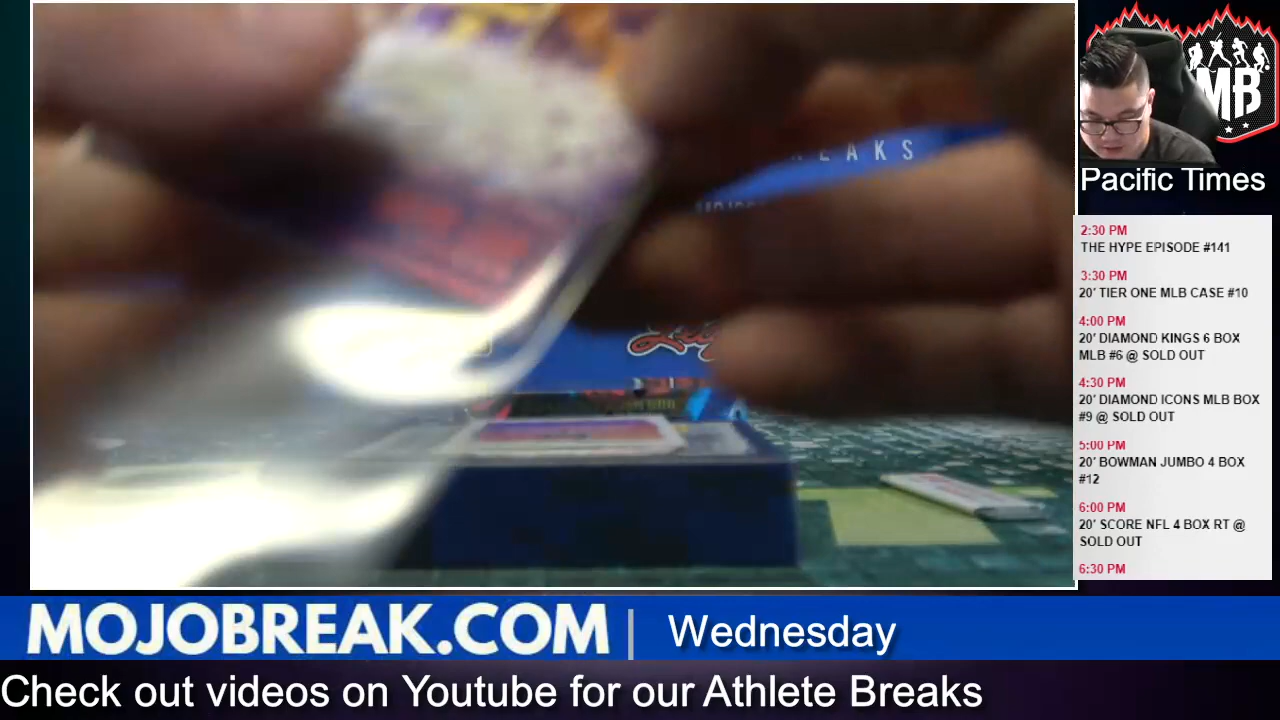 EAKS
MB
Pacific Times
2:30 PM
THE HYPE EPISODE #141
3:30 PM
20' TIER ONE MLB CASE #10
4:00 PM
20' DIAMOND KINGS 6 BOX
MLB #6 @ SOLD OUT
4:30 PM
20' DIAMOND ICONS MLB BOX
#9 @ SOLD OUT
5:00 PM
20' BOWMAN JUMBO 4 BOX
#12
6:00 PM
20' SCORE NFL 4 BOX RT @
SOLD OUT
6:30 PM
MOJOBREAK.COM | Wednesday
Check out videos on Youtube for our Athlete Breaks